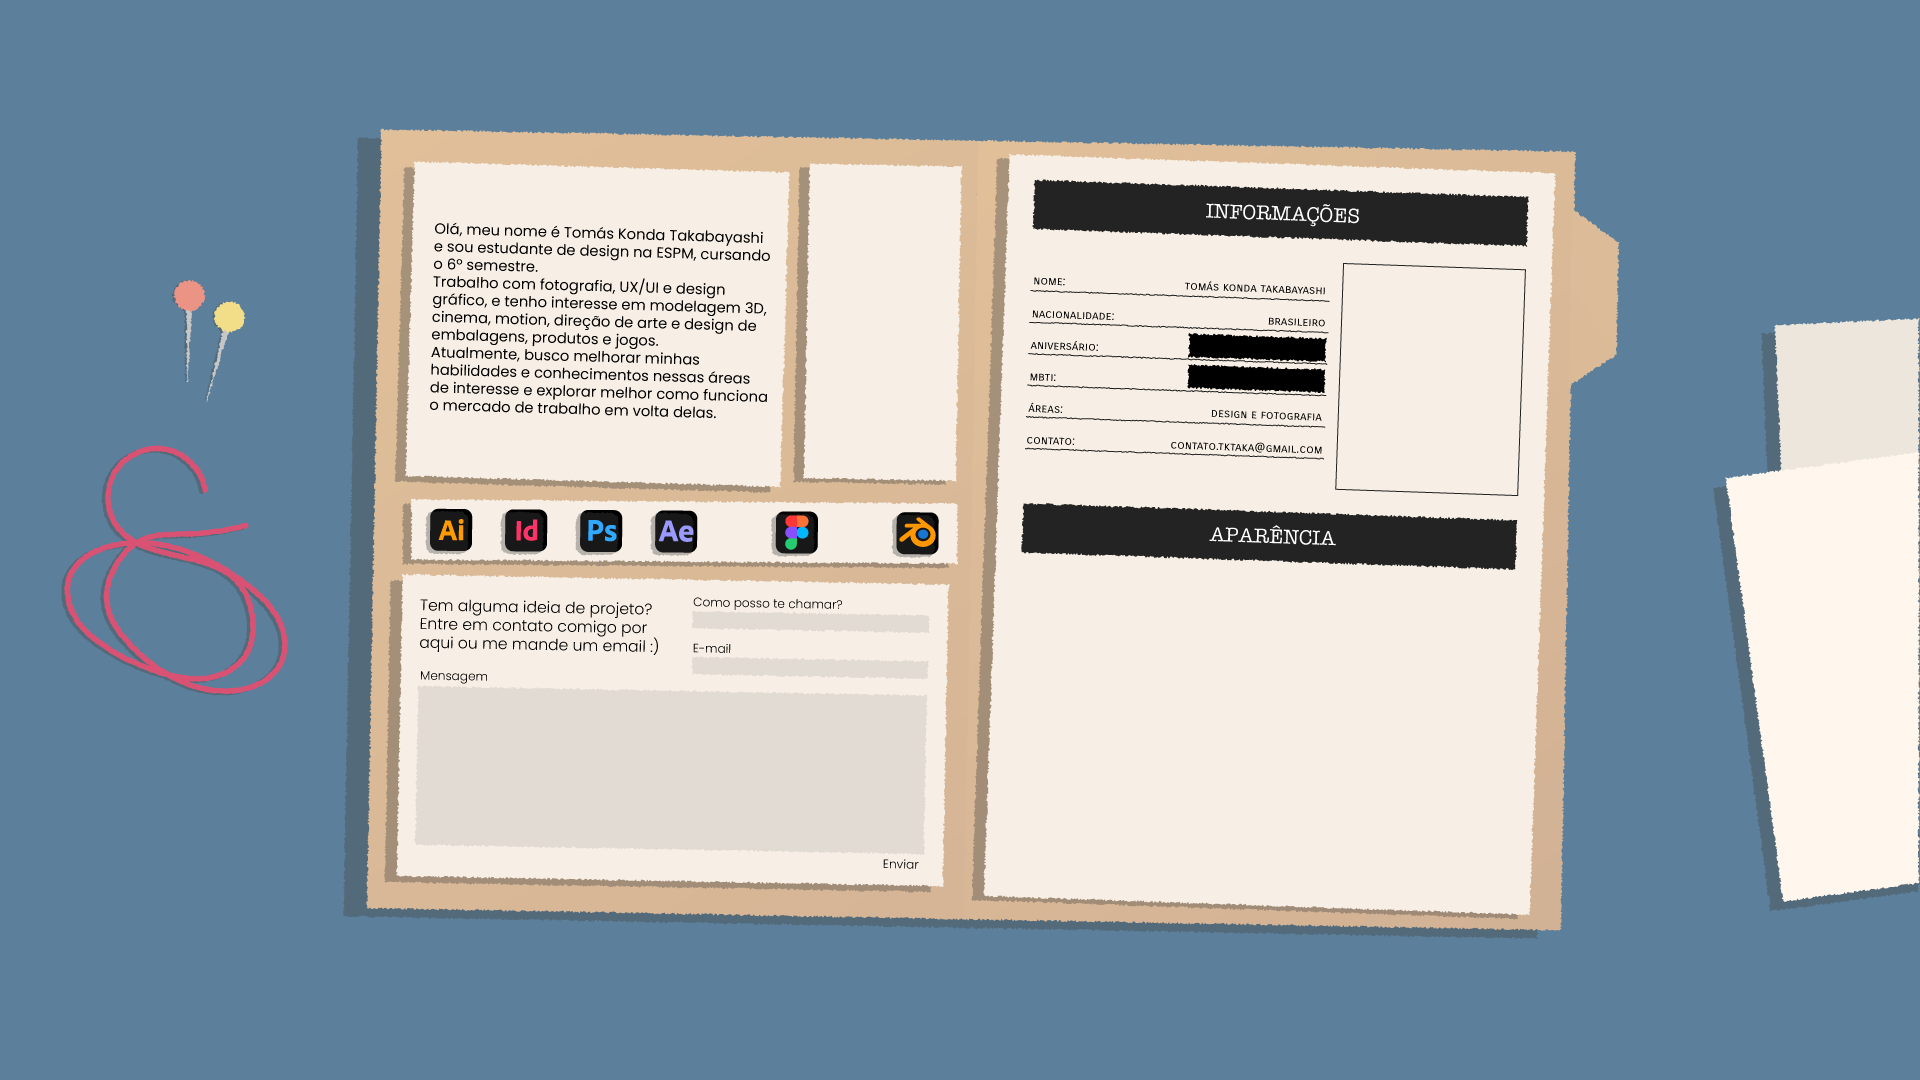 Olá, meu nome é Tomás Konda Takabayashi
e sou estudante de design na ESPM, cursando
o 6º semestre.
Trabalho com fotografia, UX/UI e design
gráfico, e tenho interesse em modelagem 3D,
cinema, motion, direção de arte e design de
embalagens, produtos e jogos.
Atualmente, busco melhorar minhas
habilidades e conhecimentos nessas áreas
de interesse e explorar melhor como funciona
o mercado de trabalho em volta delas.
Ai Id Ps Ae
Tem alguma ideia de projeto?
Entre em contato comigo por
aqui ou me mande um email :)
Como posso te chamar?
E-mail
Mensagem
Enviar
INFORMAÇÕES
NOME: TOMÁS KONDA TAKABAYASHI
NACIONALIDADE: BRASILEIRO
ANIVERSÁRIO:
MBTI:
ÁREAS: DESIGN E FOTOGRAFIA
CONTATO: CONTATO.TKTAKA@GMAIL.COM
APARÊNCIA